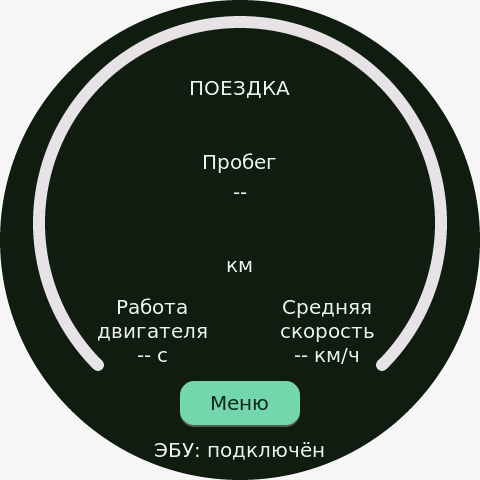 ПОЕЗДКА
Пробег
--
км
Работа
двигателя
-- с
Средняя
скорость
-- км/ч
Меню
ЭБУ: подключён